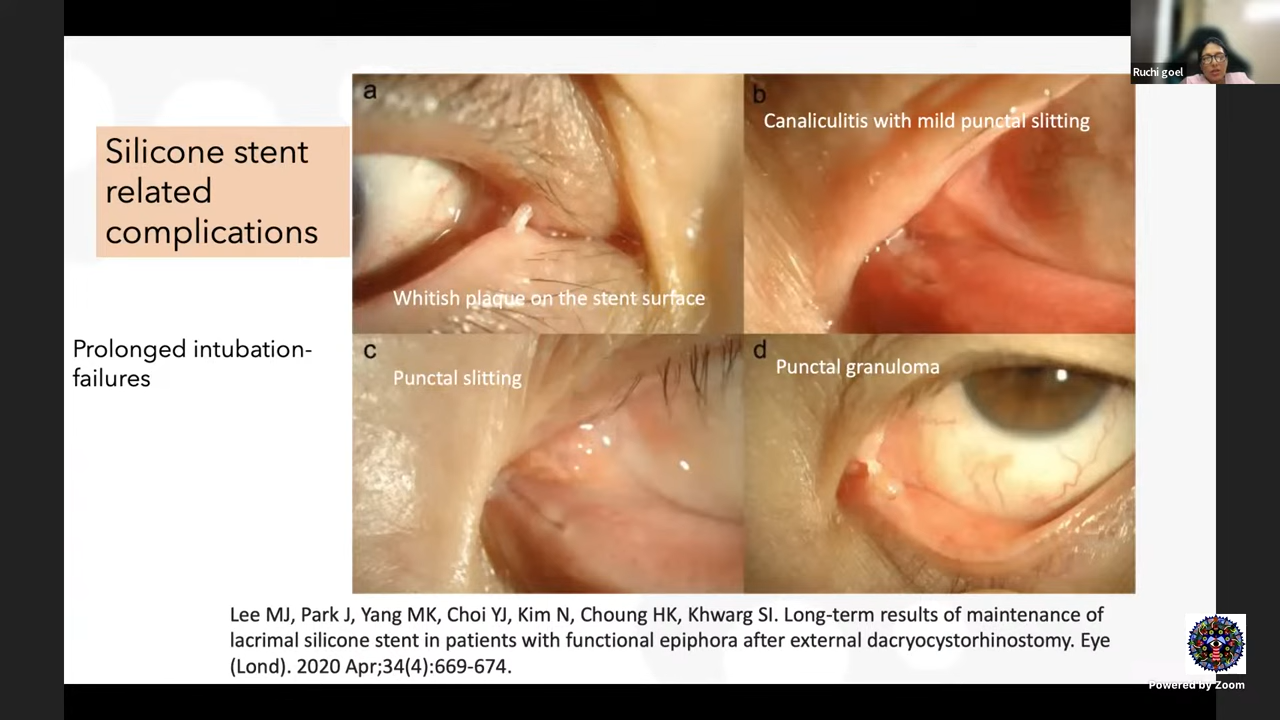 Ruchi goel
Silicone stent
related
complications
Prolonged intubation-
failures
a
Whitish plaque on the stent surface
b
Canaliculitis with mild punctal slitting
c
Punctal slitting
d
Punctal granuloma
Lee MJ, Park J, Yang MK, Choi YJ, Kim N, Choung HK, Khwarg SI. Long-term results of maintenance of
lacrimal silicone stent in patients with functional epiphora after external dacryocystorhinostomy. Eye
(Lond). 2020 Apr;34(4):669-674.
Powered by Zoom